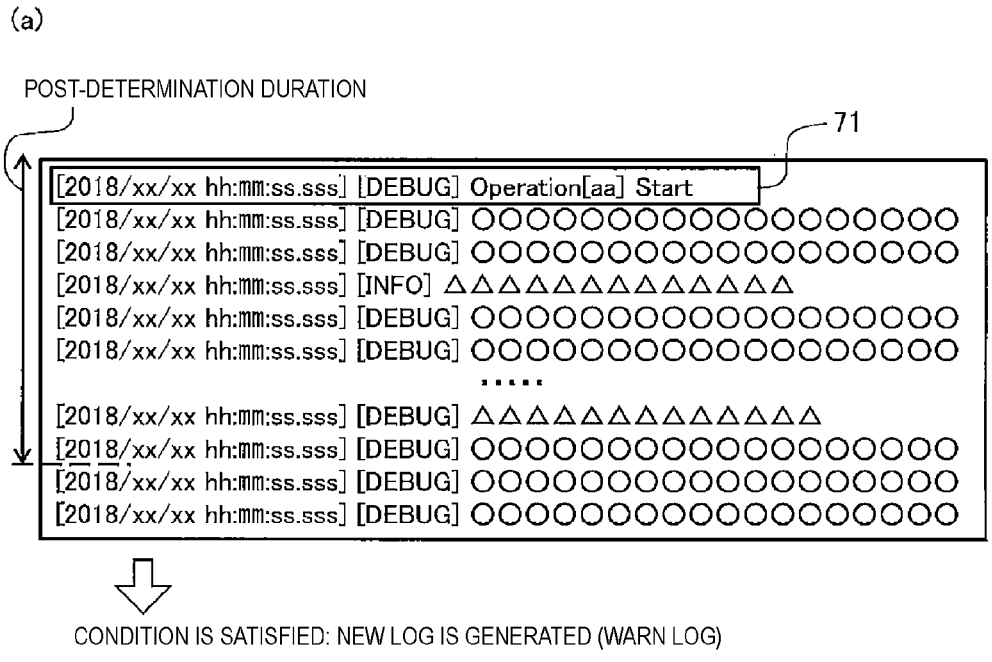 (a)
POST-DETERMINATION DURATION
71
[2018/xx/xx hh:mm:ss.sss] [DEBUG] Operation[aa] Start
[2018/xx/xx hh:mm:ss.sss] [DEBUG] ○○○○○○○○○○○○○○○○○○
[2018/xx/xx hh:mm:ss.sss] [DEBUG] ○○○○○○○○○○○○○○○○○○
[2018/xx/xx hh:mm:ss.sss] [INFO] △△△△△△△△△△△△△
[2018/xx/xx hh:mm:ss.sss] [DEBUG] ○○○○○○○○○○○○○○○○○○
[2018/xx/xx hh:mm:ss.sss] [DEBUG] ○○○○○○○○○○○○○○○○○○
.....
[2018/xx/xx hh:mm:ss.sss] [DEBUG] △△△△△△△△△△△△△
[2018/xx/xx hh:mm:ss.sss] [DEBUG] ○○○○○○○○○○○○○○○○○○
[2018/xx/xx hh:mm:ss.sss] [DEBUG] ○○○○○○○○○○○○○○○○○○
[2018/xx/xx hh:mm:ss.sss] [DEBUG] ○○○○○○○○○○○○○○○○○○
CONDITION IS SATISFIED: NEW LOG IS GENERATED (WARN LOG)